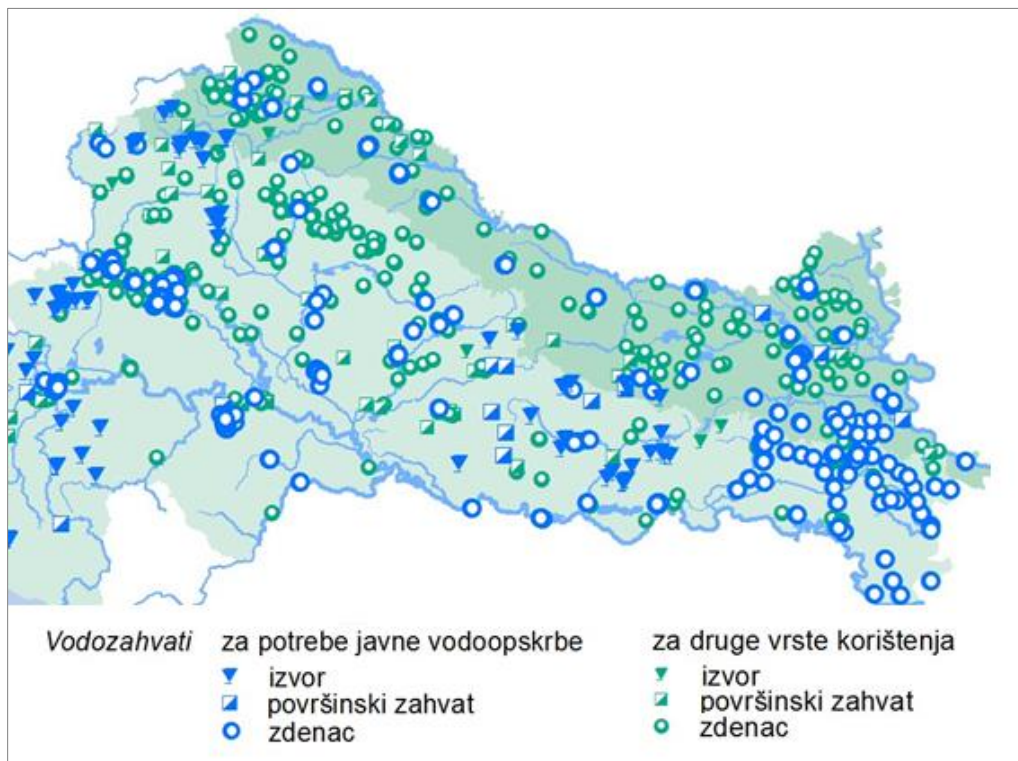 Vodozahvati za potrebe javne vodoopskrbe za druge vrste korištenja
izvor izvor
površinski zahvat površinski zahvat
zdenac zdenac